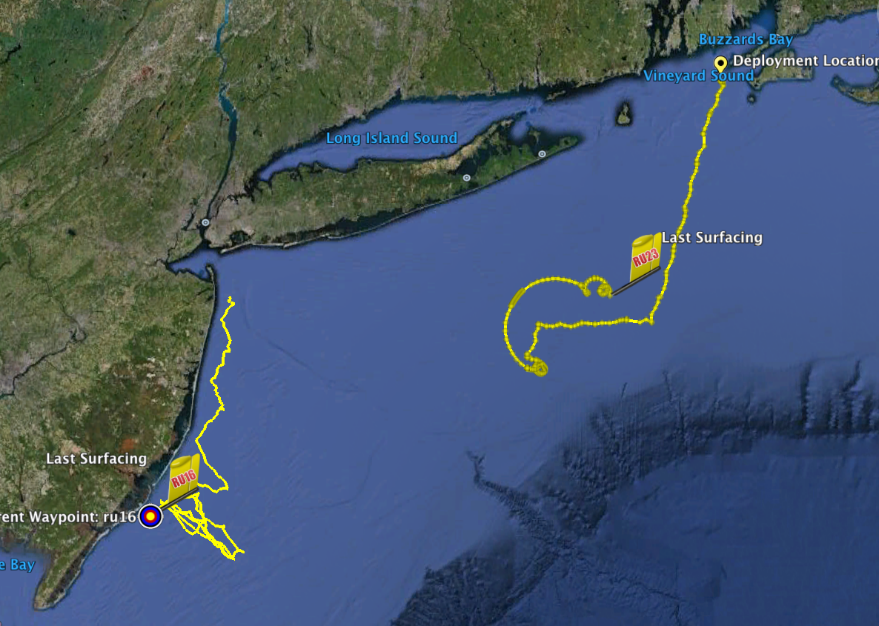 Buzzards Bay
Deployment Location
Vineyard Sound
Long Island Sound
Last Surfacing
RU23
Last Surfacing
RU16
rent Waypoint: ru16
e Bay